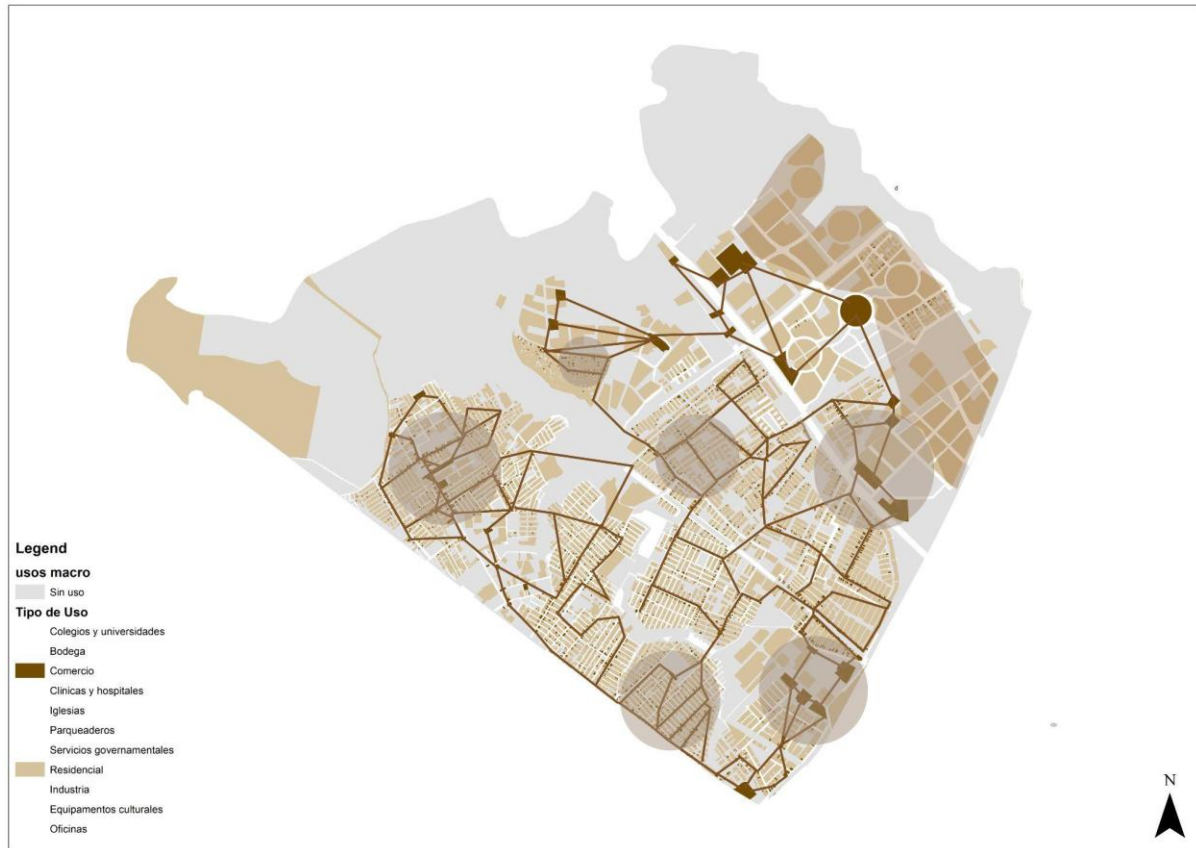 Legend
usos macro
Sin uso
Tipo de Uso
Colegios y universidades
Bodega
Comercio
Clinicas y hospitales
Iglesias
Parqueaderos
Servicios governamentales
Residencial
Industria
Equipamentos culturales
Oficinas
N